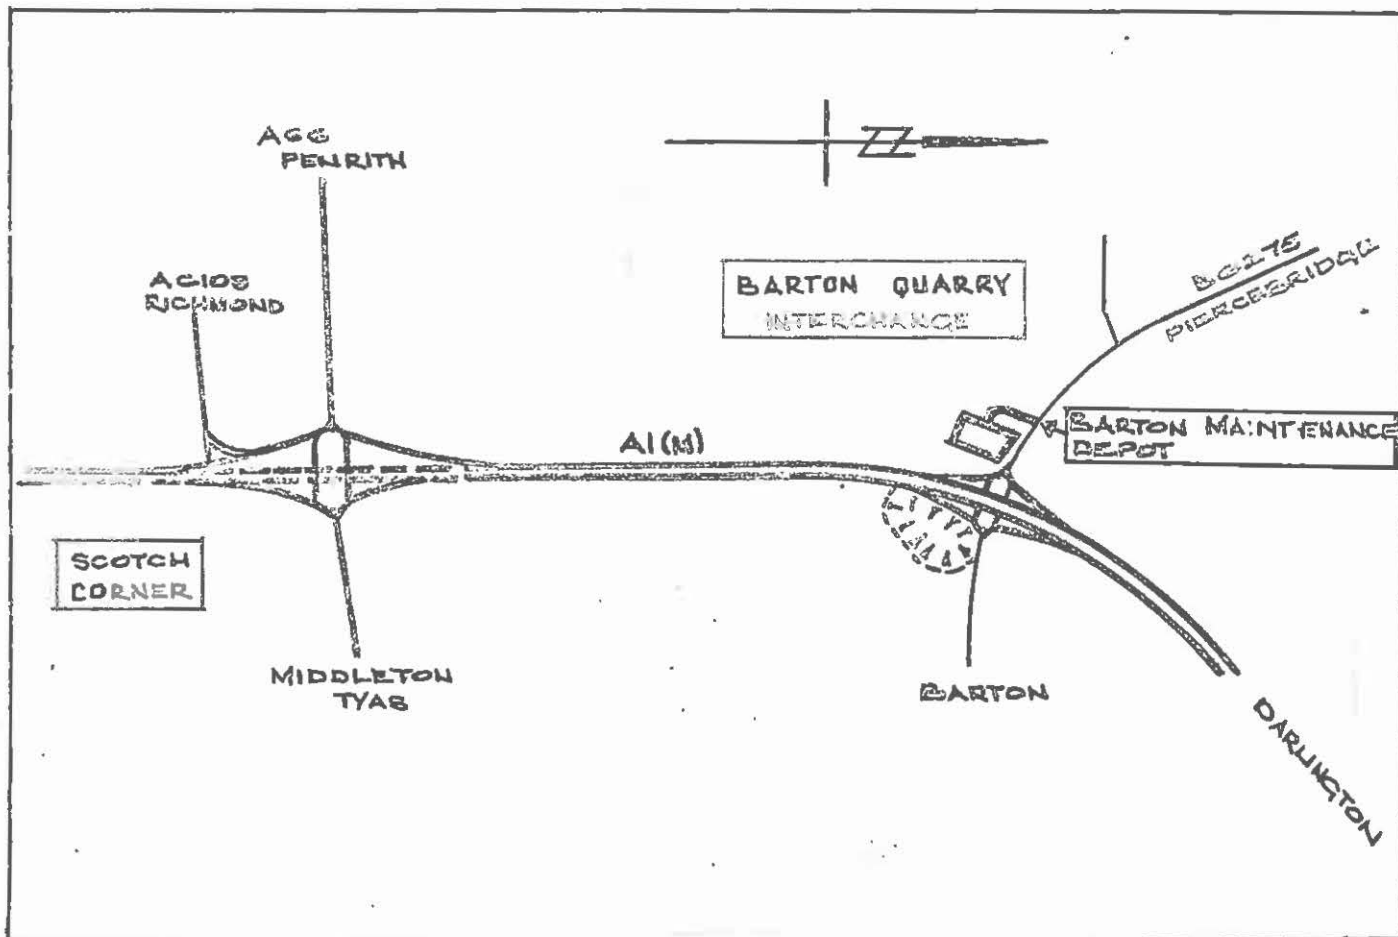 A66
PENRITH
A6108
RICHMOND
N
BARTON QUARRY
INTERCHANGE
B6275
PIERCEBRIDGE
BARTON MAINTENANCE
DEPOT
A1(M)
SCOTCH
CORNER
MIDDLETON
TYAS
BARTON
DARLINGTON